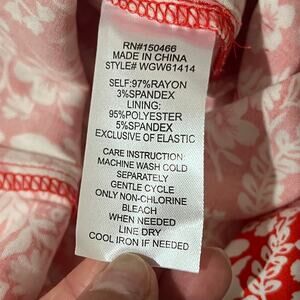 RN#150466
MADE IN CHINA
STYLE# WGW61414
SELF:97%RAYON
3%SPANDEX
LINING:
95%POLYESTER
5%SPANDEX
EXCLUSIVE OF ELASTIC
CARE INSTRUCTION:
MACHINE WASH COLD
SEPARATELY
GENTLE CYCLE
ONLY NON-CHLORINE
BLEACH
WHEN NEEDED
LINE DRY
COOL IRON IF NEEDED